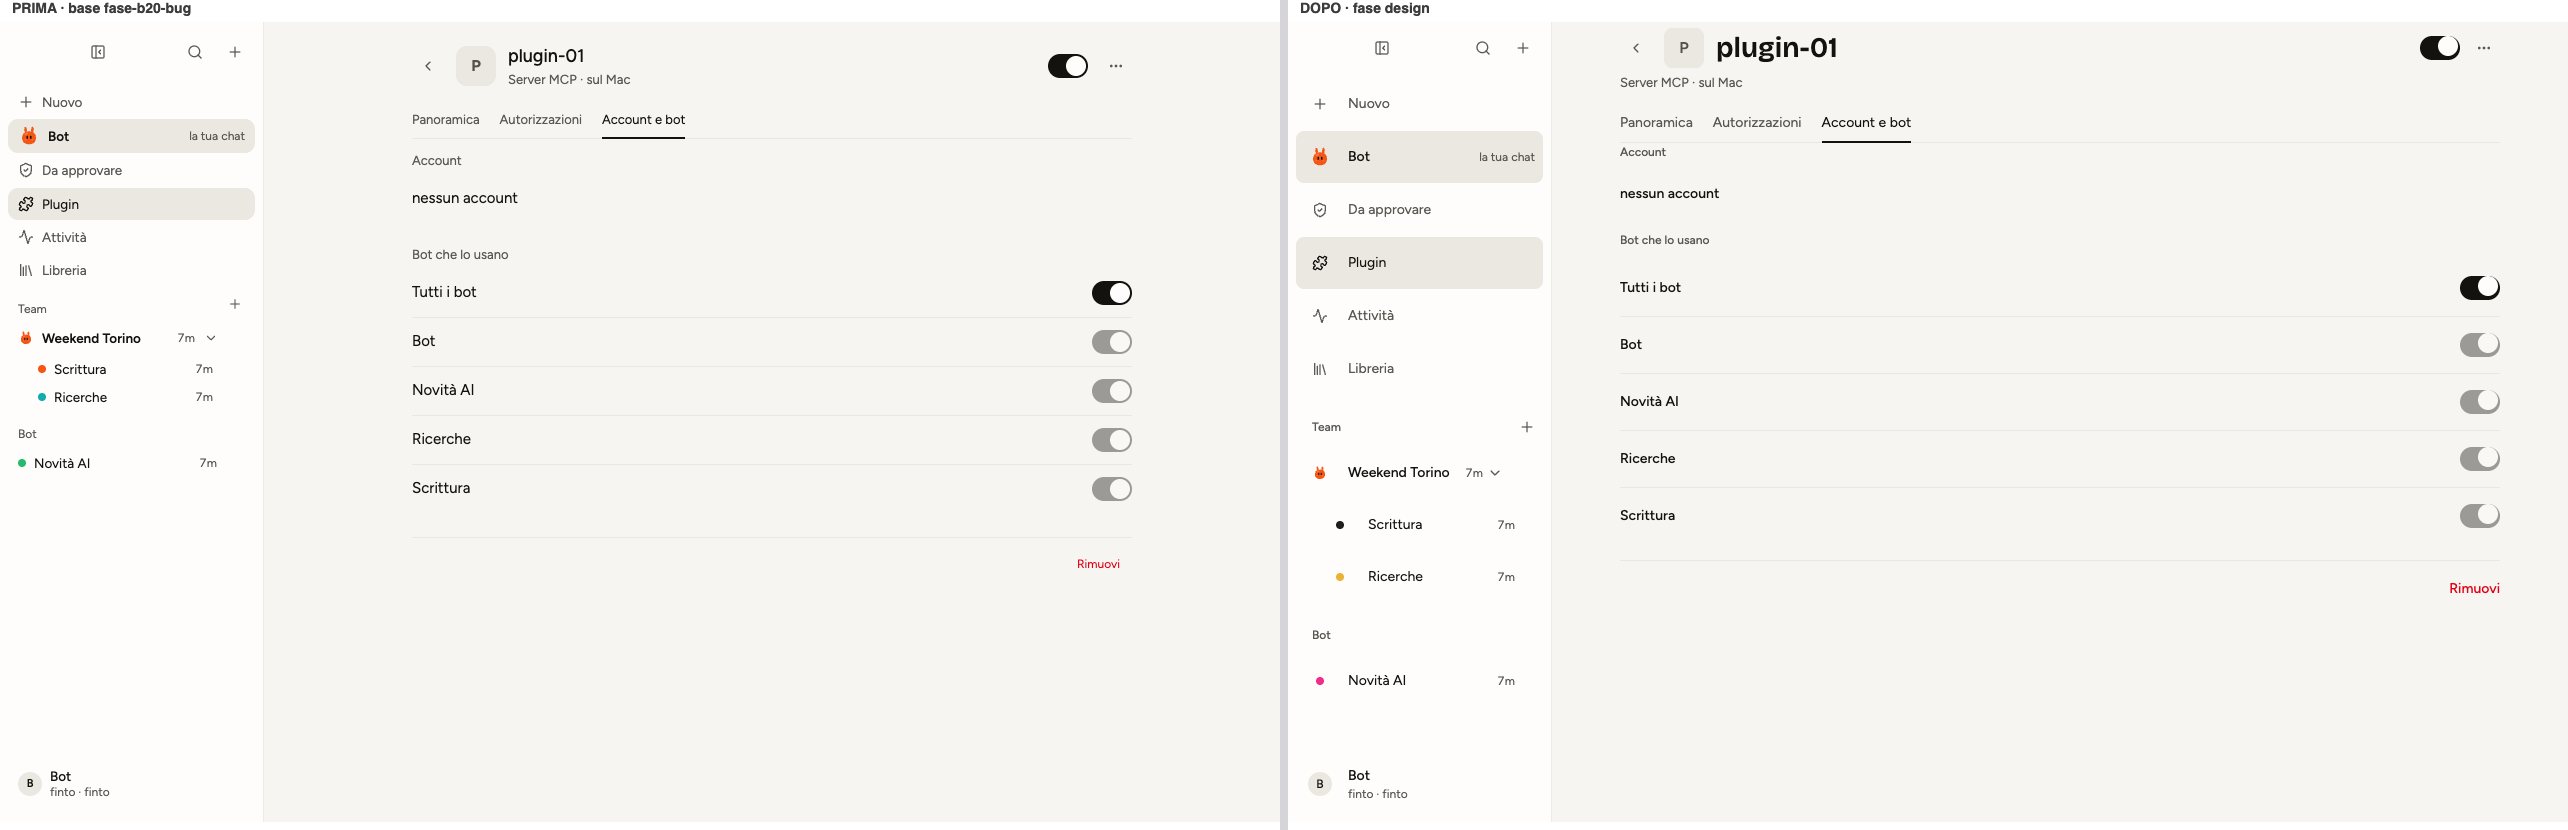 PRIMA · base fase-b20-bug
Nuovo
Bot la tua chat
Da approvare
Plugin
Attività
Libreria
Team
Weekend Torino 7m
Scrittura 7m
Ricerche 7m
Bot
Novità AI 7m
B
Bot
finto · finto
P
plugin-01
Server MCP · sul Mac
Panoramica Autorizzazioni Account e bot
Account
nessun account
Bot che lo usano
Tutti i bot
Bot
Novità AI
Ricerche
Scrittura
Rimuovi
DOPO · fase design
Nuovo
Bot la tua chat
Da approvare
Plugin
Attività
Libreria
Team
Weekend Torino 7m
Scrittura 7m
Ricerche 7m
Bot
Novità AI 7m
B
Bot
finto · finto
P
plugin-01
Server MCP · sul Mac
Panoramica Autorizzazioni Account e bot
Account
nessun account
Bot che lo usano
Tutti i bot
Bot
Novità AI
Ricerche
Scrittura
Rimuovi